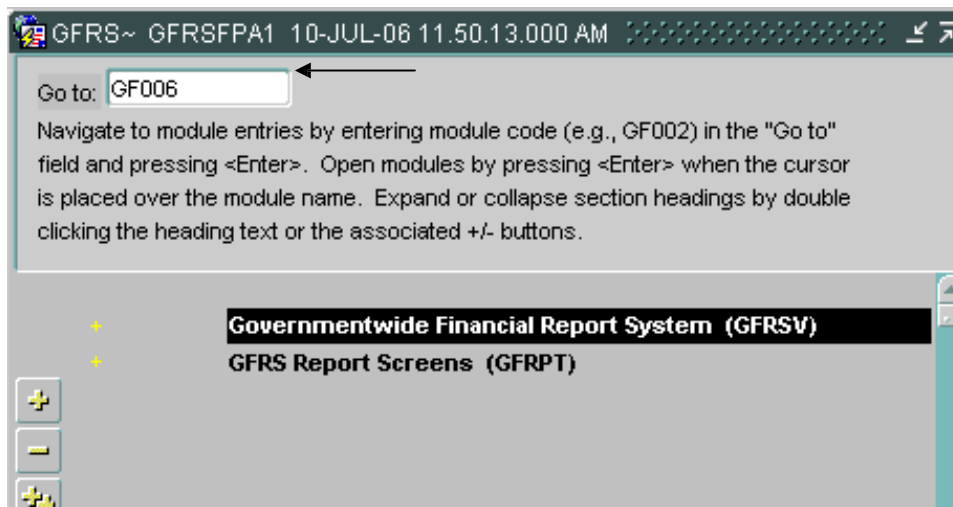 GFRS~ GFRSFPA1 10-JUL-06 11.50.13.000 AM
Go to: GF006
Navigate to module entries by entering module code (e.g., GF002) in the "Go to"
field and pressing <Enter>. Open modules by pressing <Enter> when the cursor
is placed over the module name. Expand or collapse section headings by double
clicking the heading text or the associated +/- buttons.
+ Governmentwide Financial Report System (GFRSV)
+ GFRS Report Screens (GFRPT)